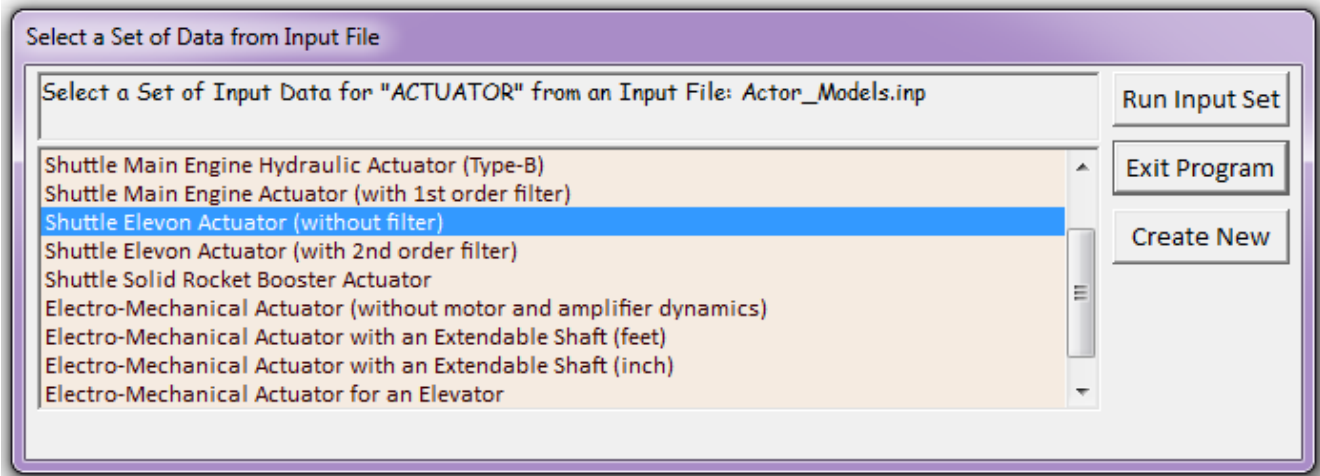 Select a Set of Data from Input File
Select a Set of Input Data for "ACTUATOR" from an Input File: Actor_Models.inp
Run Input Set
Exit Program
Create New
Shuttle Main Engine Hydraulic Actuator (Type-B)
Shuttle Main Engine Actuator (with 1st order filter)
Shuttle Elevon Actuator (without filter)
Shuttle Elevon Actuator (with 2nd order filter)
Shuttle Solid Rocket Booster Actuator
Electro-Mechanical Actuator (without motor and amplifier dynamics)
Electro-Mechanical Actuator with an Extendable Shaft (feet)
Electro-Mechanical Actuator with an Extendable Shaft (inch)
Electro-Mechanical Actuator for an Elevator